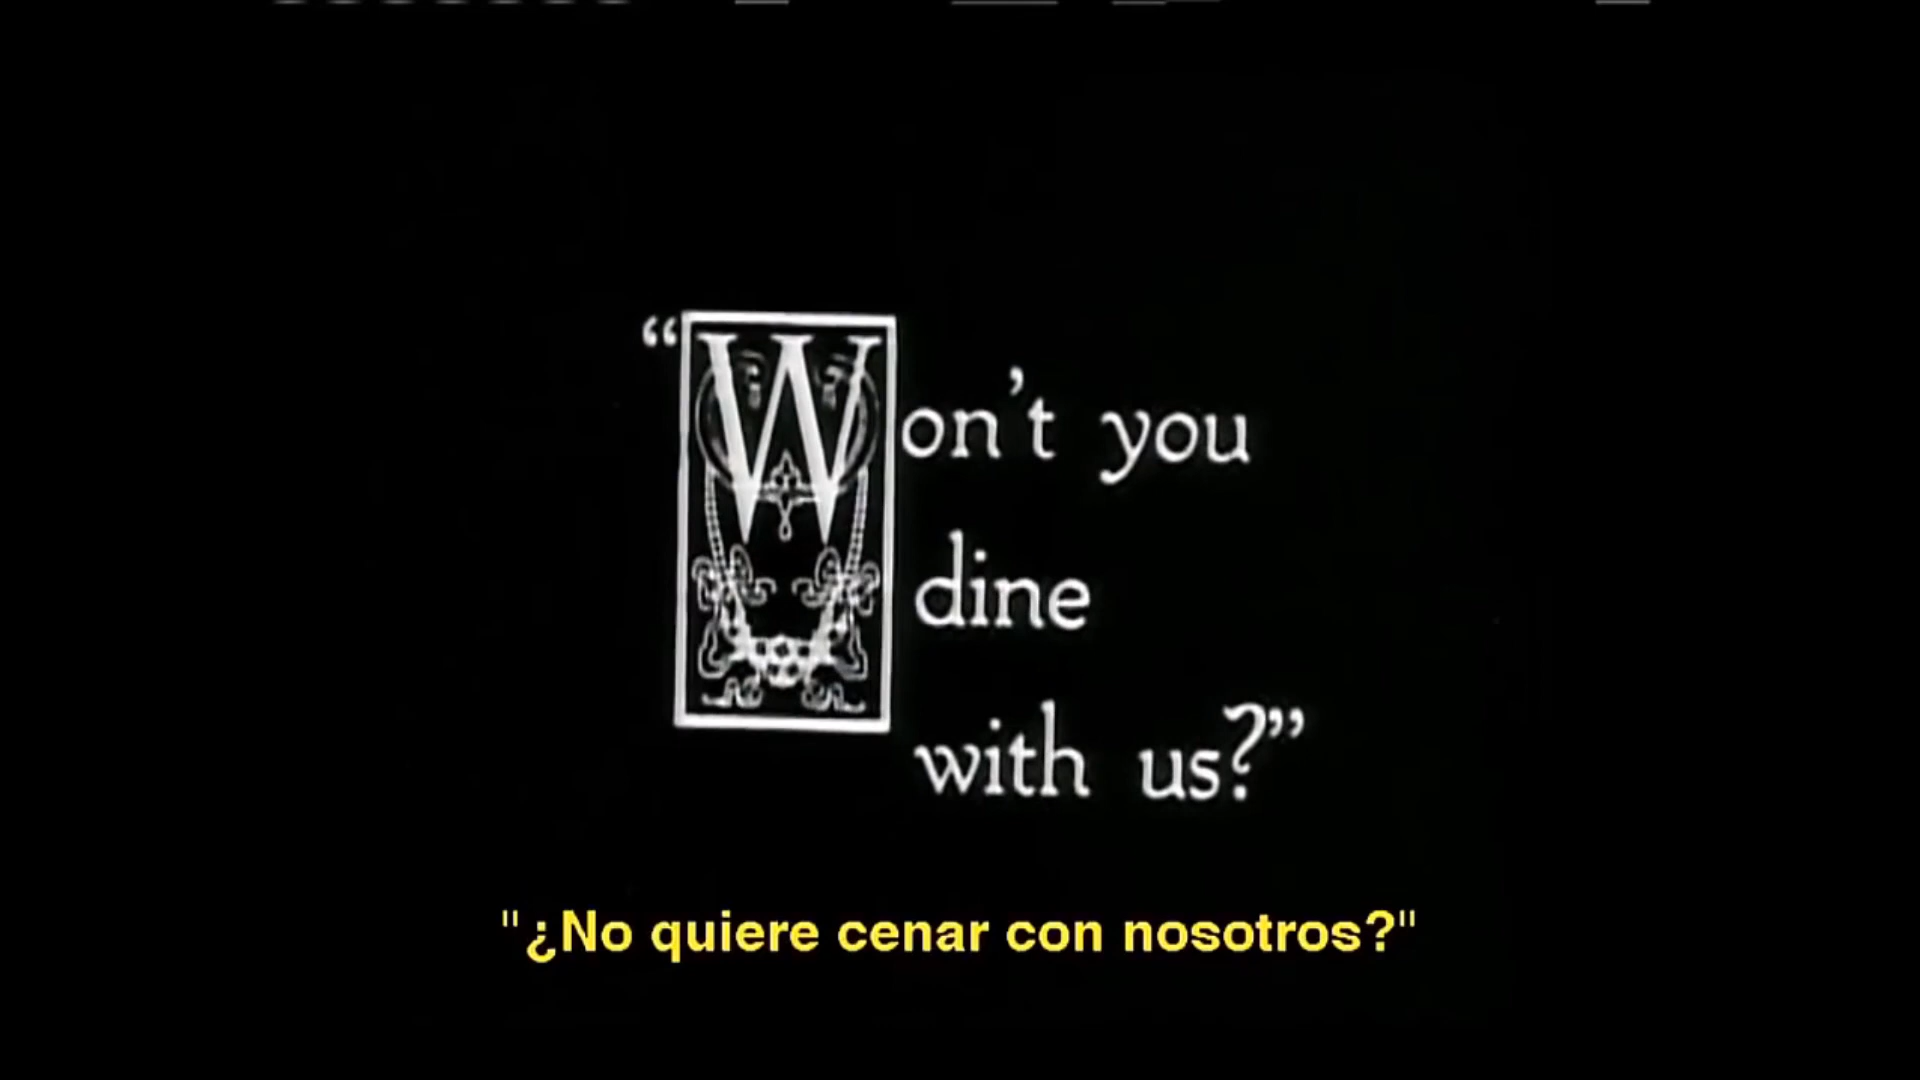 “Won’t you
dine
with us?”
"¿No quiere cenar con nosotros?"